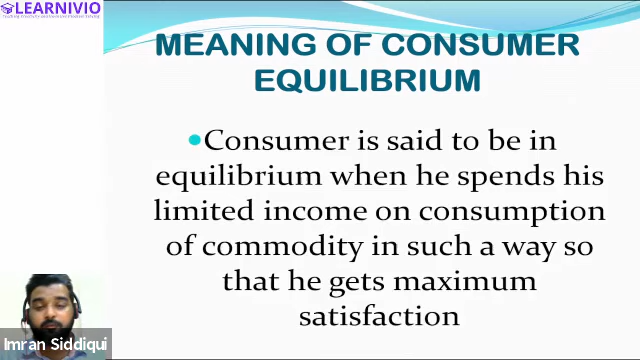 LEARNIVIO
MEANING OF CONSUMER
EQUILIBRIUM
Consumer is said to be in
equilibrium when he spends his
limited income on consumption
of commodity in such a way so
that he gets maximum
satisfaction
Imran Siddiqui